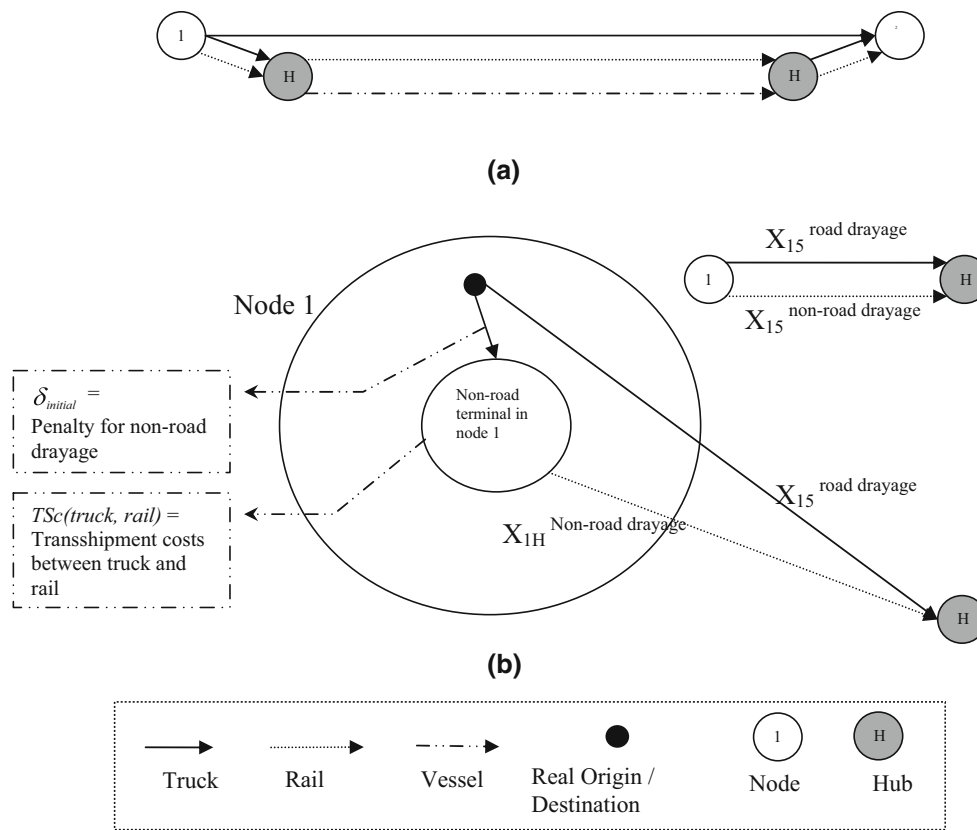 1
2
H
H
(a)
X15 road drayage
1
H
X15 non-road drayage
Node 1
δinitial =
Penalty for non-road
drayage
Non-road
terminal in
node 1
TSc(truck, rail) =
Transshipment costs
between truck and
rail
X15 road drayage
X1H Non-road drayage
H
(b)
1
H
Truck
Rail
Vessel
Real Origin /
Destination
Node
Hub